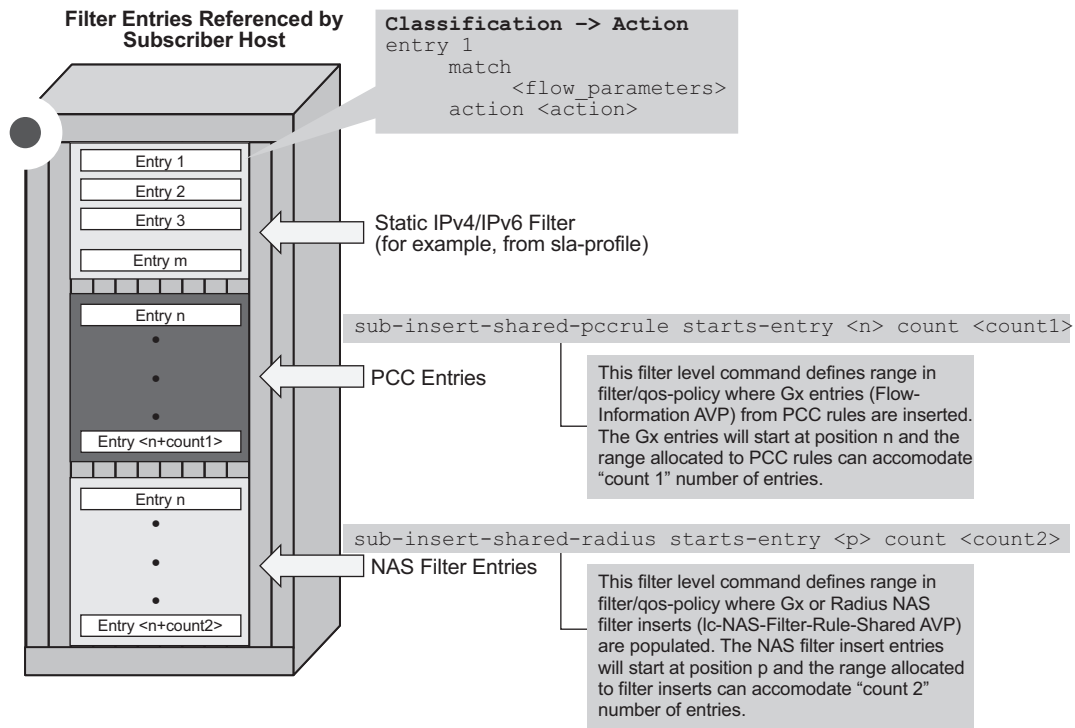 Filter Entries Referenced by
Subscriber Host
Classification –> Action
entry 1
match
<flow_parameters>
action <action>
Entry 1
Entry 2
Entry 3
Entry m
Static IPv4/IPv6 Filter
(for example, from sla-profile)
Entry n
Entry <n+count1>
PCC Entries
sub-insert-shared-pccrule starts-entry <n> count <count1>
This filter level command defines range in
filter/qos-policy where Gx entries (Flow-
Information AVP) from PCC rules are inserted.
The Gx entries will start at position n and the
range allocated to PCC rules can accomodate
“count 1” number of entries.
Entry n
Entry <n+count2>
NAS Filter Entries
sub-insert-shared-radius starts-entry <p> count <count2>
This filter level command defines range in
filter/qos-policy where Gx or Radius NAS
filter inserts (lc-NAS-Filter-Rule-Shared AVP)
are populated. The NAS filter insert entries
will start at position p and the range allocated
to filter inserts can accomodate “count 2”
number of entries.